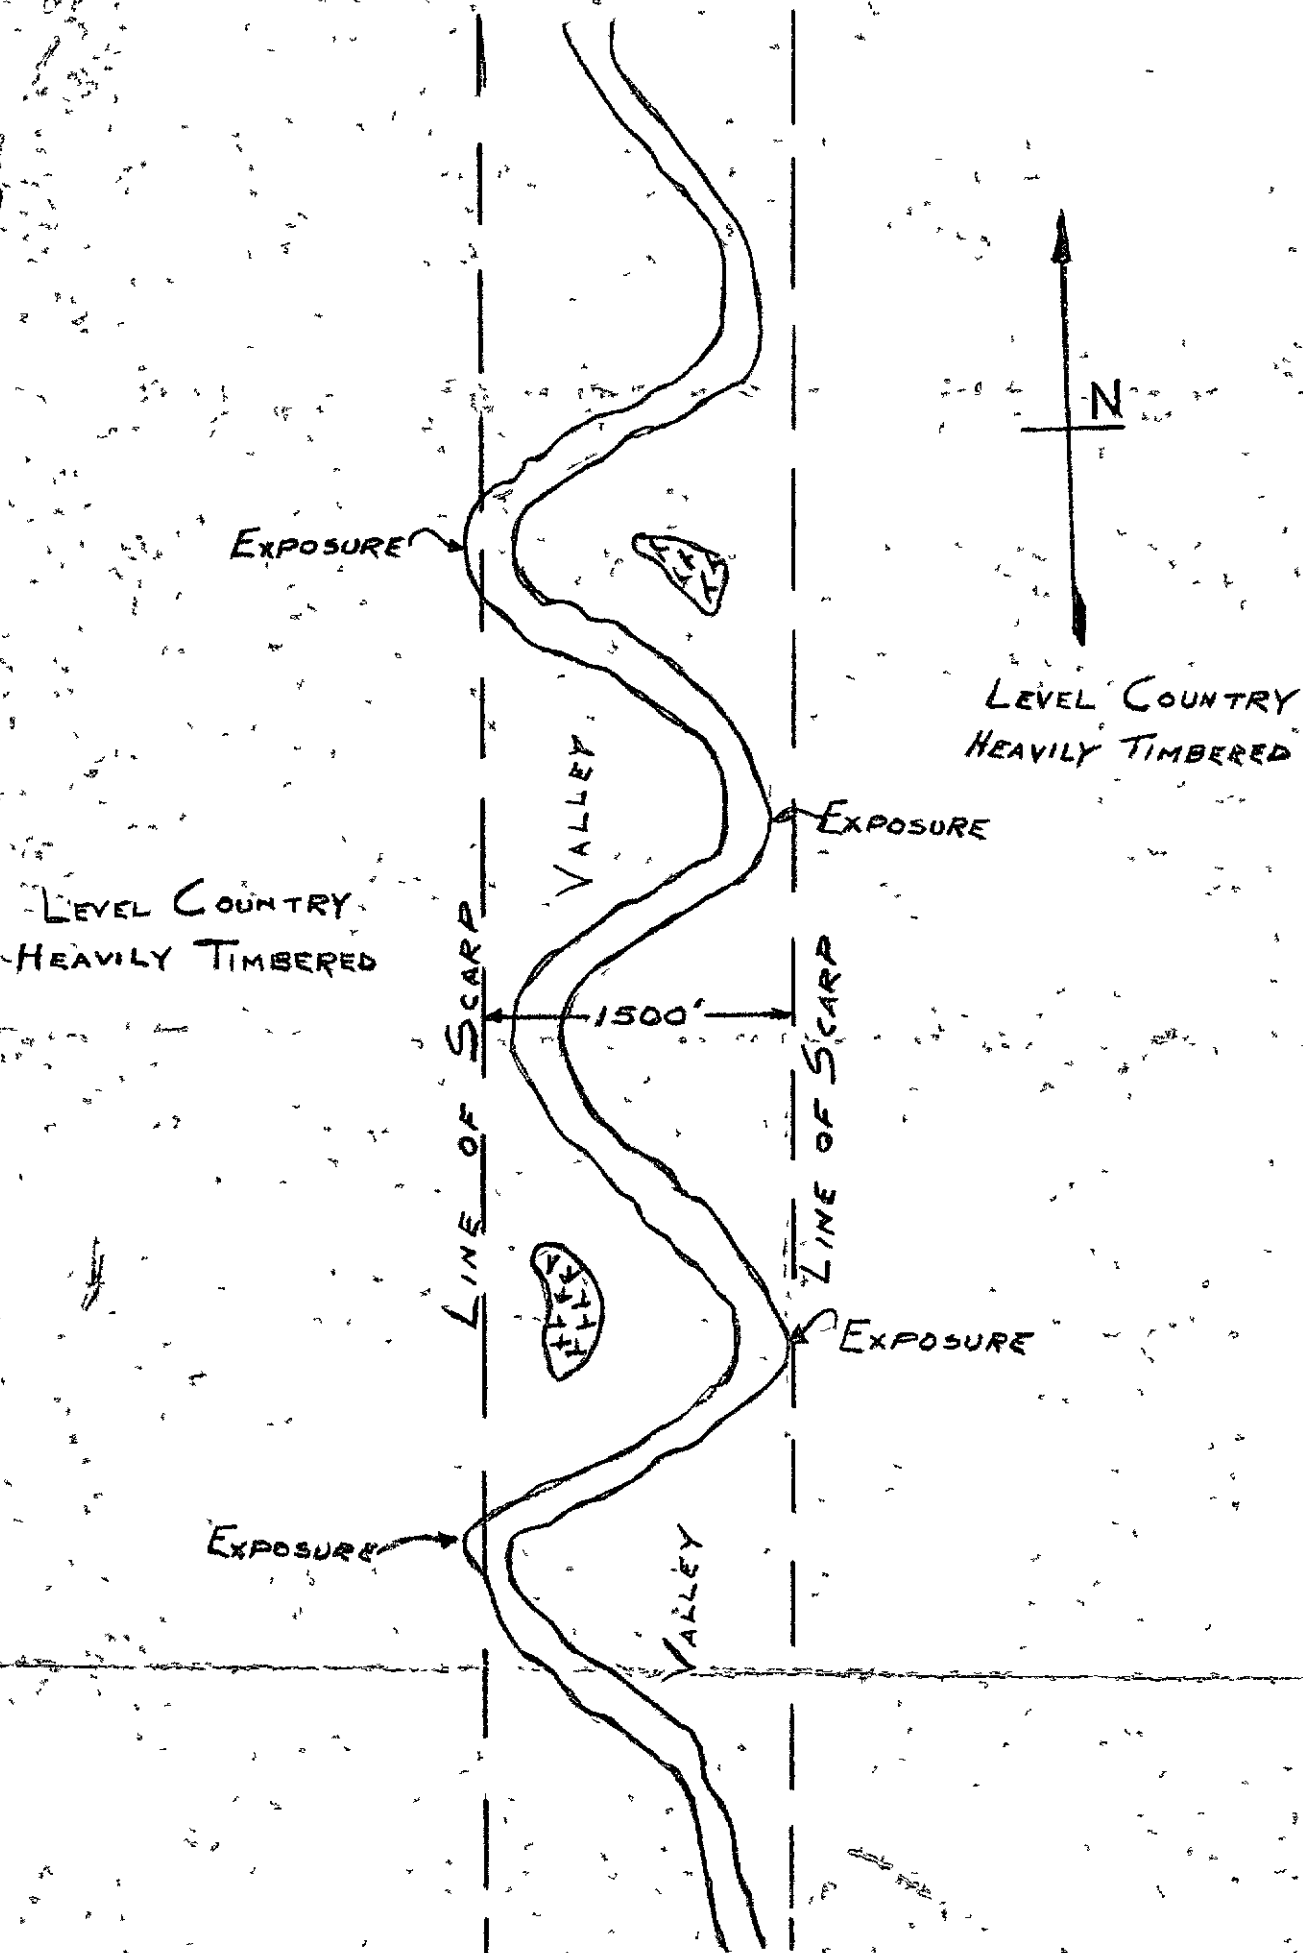 N
EXPOSURE
LEVEL COUNTRY
HEAVILY TIMBERED
VALLEY
EXPOSURE
LEVEL COUNTRY
HEAVILY TIMBERED
LINE OF SCARP
1500'
LINE OF SCARP
EXPOSURE
EXPOSURE
VALLEY